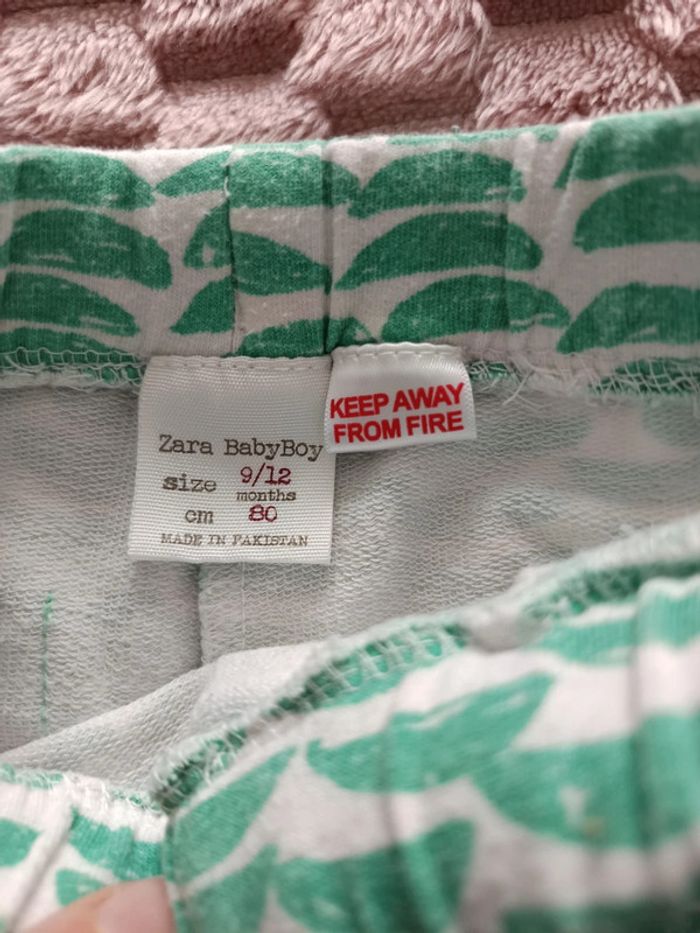 Zara BabyBoy
size 9/12
months
cm 80
MADE IN PAKISTAN
KEEP AWAY
FROM FIRE